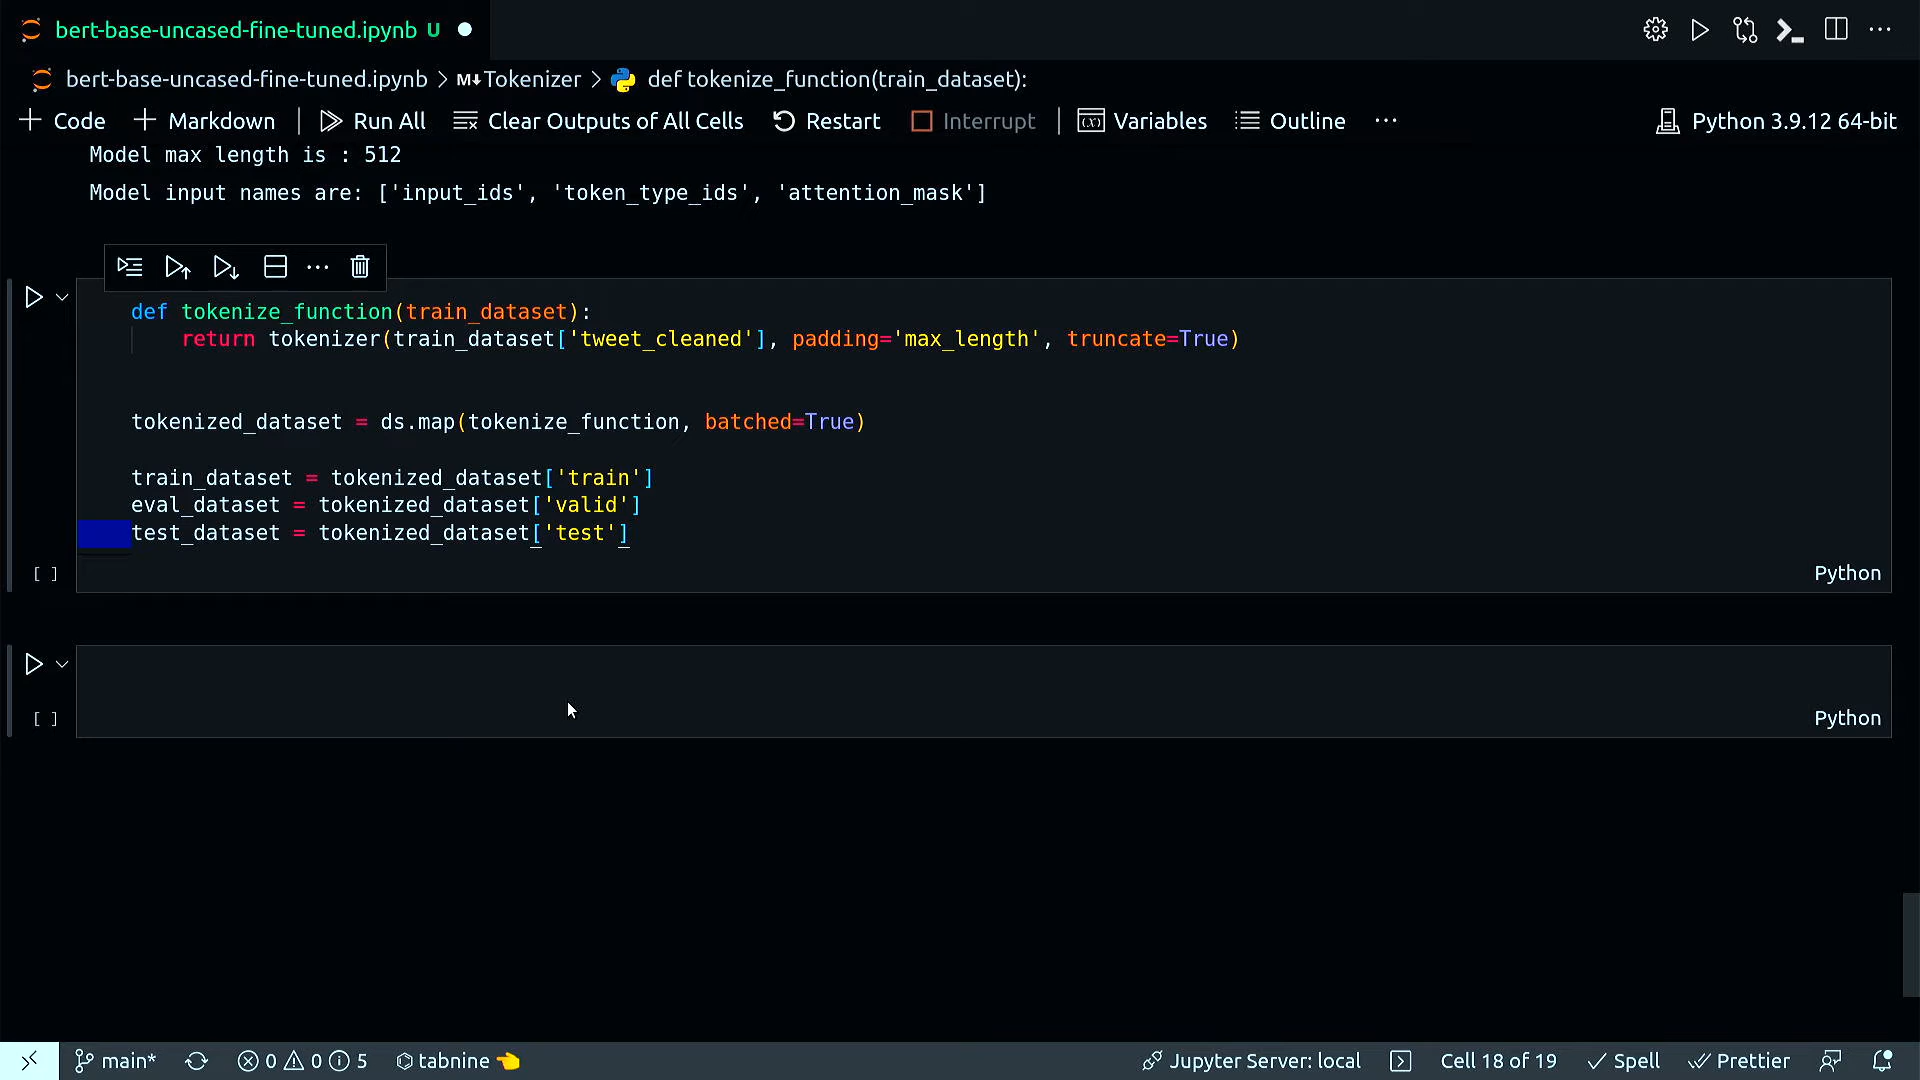 bert-base-uncased-fine-tuned.ipynb U
bert-base-uncased-fine-tuned.ipynb > M Tokenizer > def tokenize_function(train_dataset):
Code Markdown Run All Clear Outputs of All Cells Restart Interrupt Variables Outline ··· Python 3.9.12 64-bit
Model max length is : 512
Model input names are: ['input_ids', 'token_type_ids', 'attention_mask']
def tokenize_function(train_dataset):
return tokenizer(train_dataset['tweet_cleaned'], padding='max_length', truncate=True)
tokenized_dataset = ds.map(tokenize_function, batched=True)
train_dataset = tokenized_dataset['train']
eval_dataset = tokenized_dataset['valid']
test_dataset = tokenized_dataset['test']
[ ] Python
[ ] Python
main* 0 0 5 tabnine Jupyter Server: local Cell 18 of 19 Spell Prettier